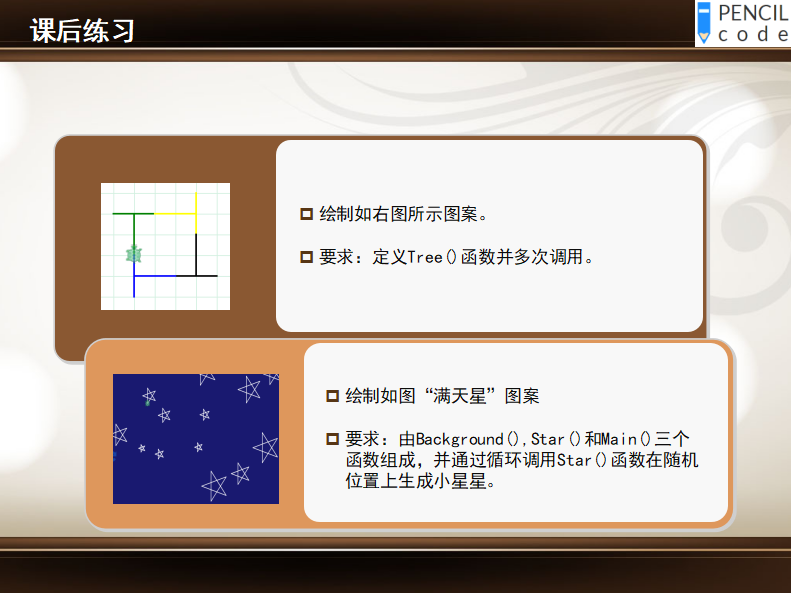 课后练习
PENCIL
code
绘制如右图所示图案。
要求：定义Tree()函数并多次调用。
绘制如图“满天星”图案
要求：由Background(),Star()和Main()三个
函数组成，并通过循环调用Star()函数在随机
位置上生成小星星。